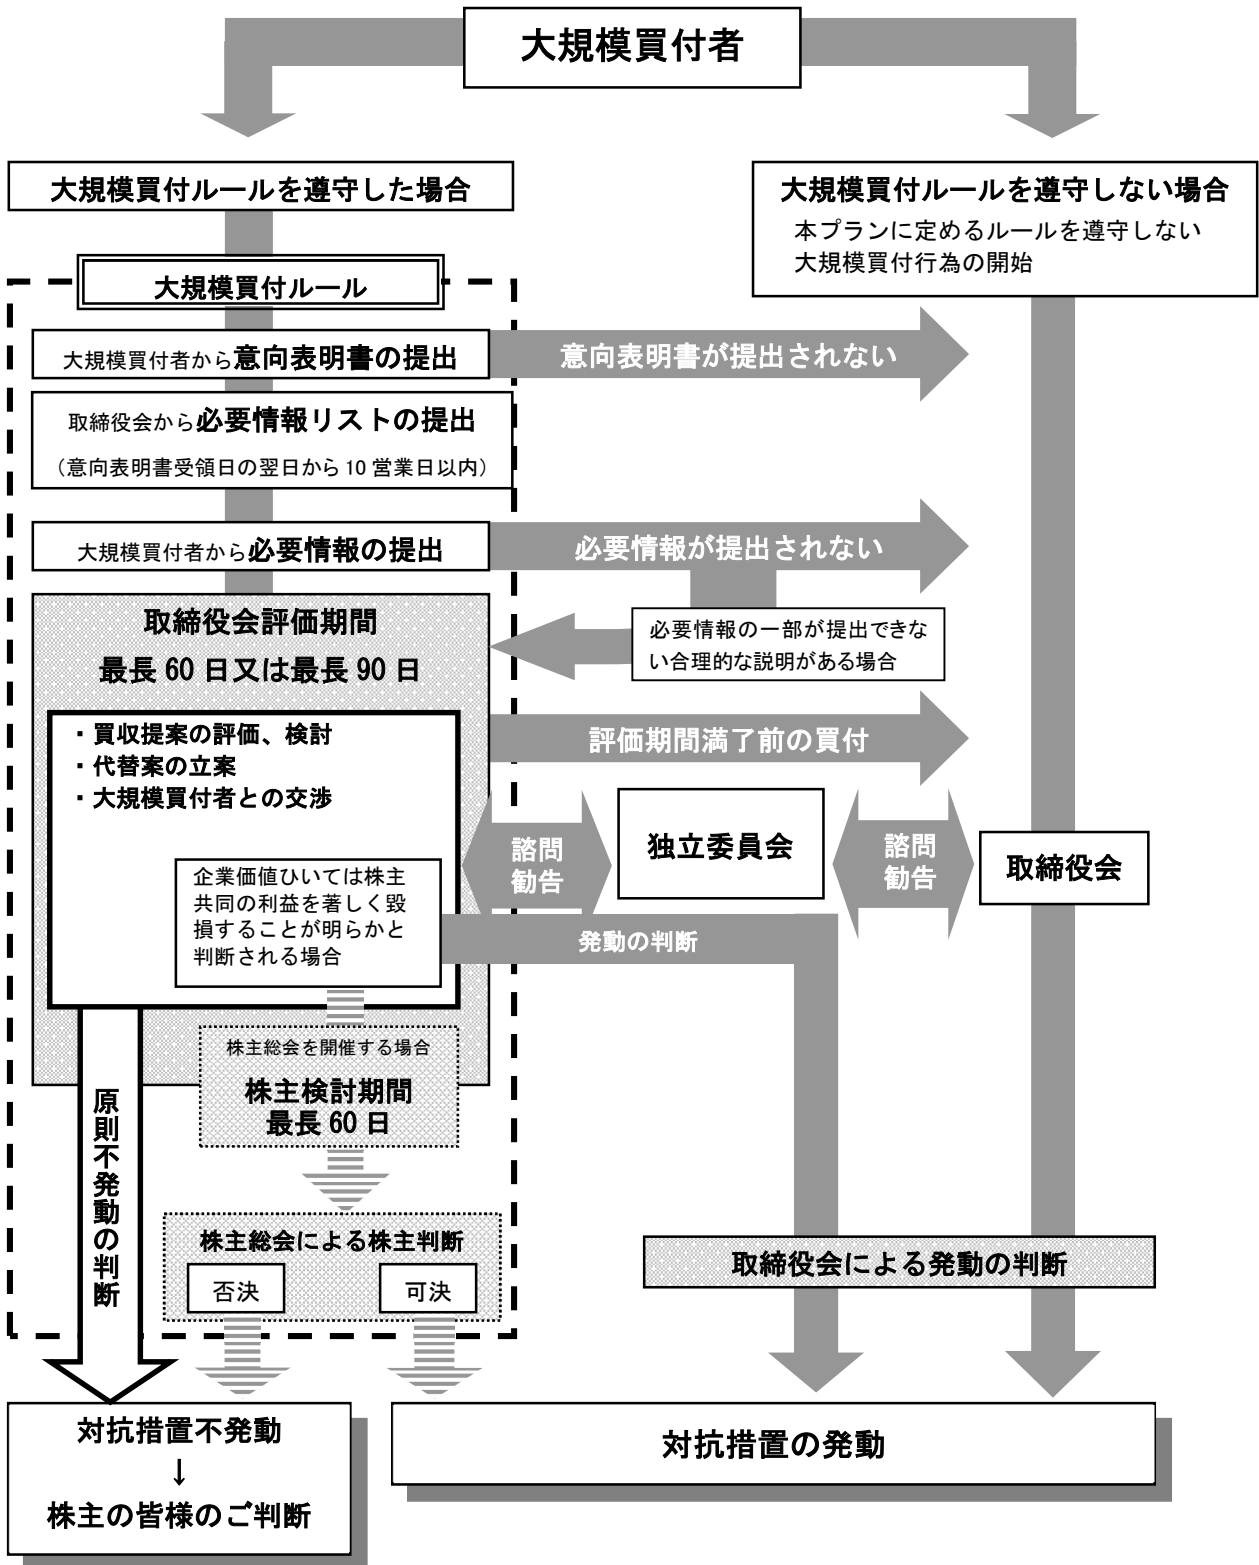 大規模買付者
大規模買付ルールを遵守した場合
大規模買付ルールを遵守しない場合
本プランに定めるルールを遵守しない
大規模買付行為の開始
大規模買付ルール
大規模買付者から意向表明書の提出
意向表明書が提出されない
取締役会から必要情報リストの提出
（意向表明書受領日の翌日から 10 営業日以内）
大規模買付者から必要情報の提出
必要情報が提出されない
取締役会評価期間
最長 60 日又は最長 90 日
必要情報の一部が提出できな
い合理的な説明がある場合
・買収提案の評価、検討
・代替案の立案
・大規模買付者との交渉
評価期間満了前の買付
諮問
勧告
独立委員会
諮問
勧告
取締役会
企業価値ひいては株主
共同の利益を著しく毀
損することが明らかと
判断される場合
発動の判断
株主総会を開催する場合
株主検討期間
最長 60 日
原則不発動の判断
株主総会による株主判断
否決
可決
取締役会による発動の判断
対抗措置不発動
↓
株主の皆様のご判断
対抗措置の発動